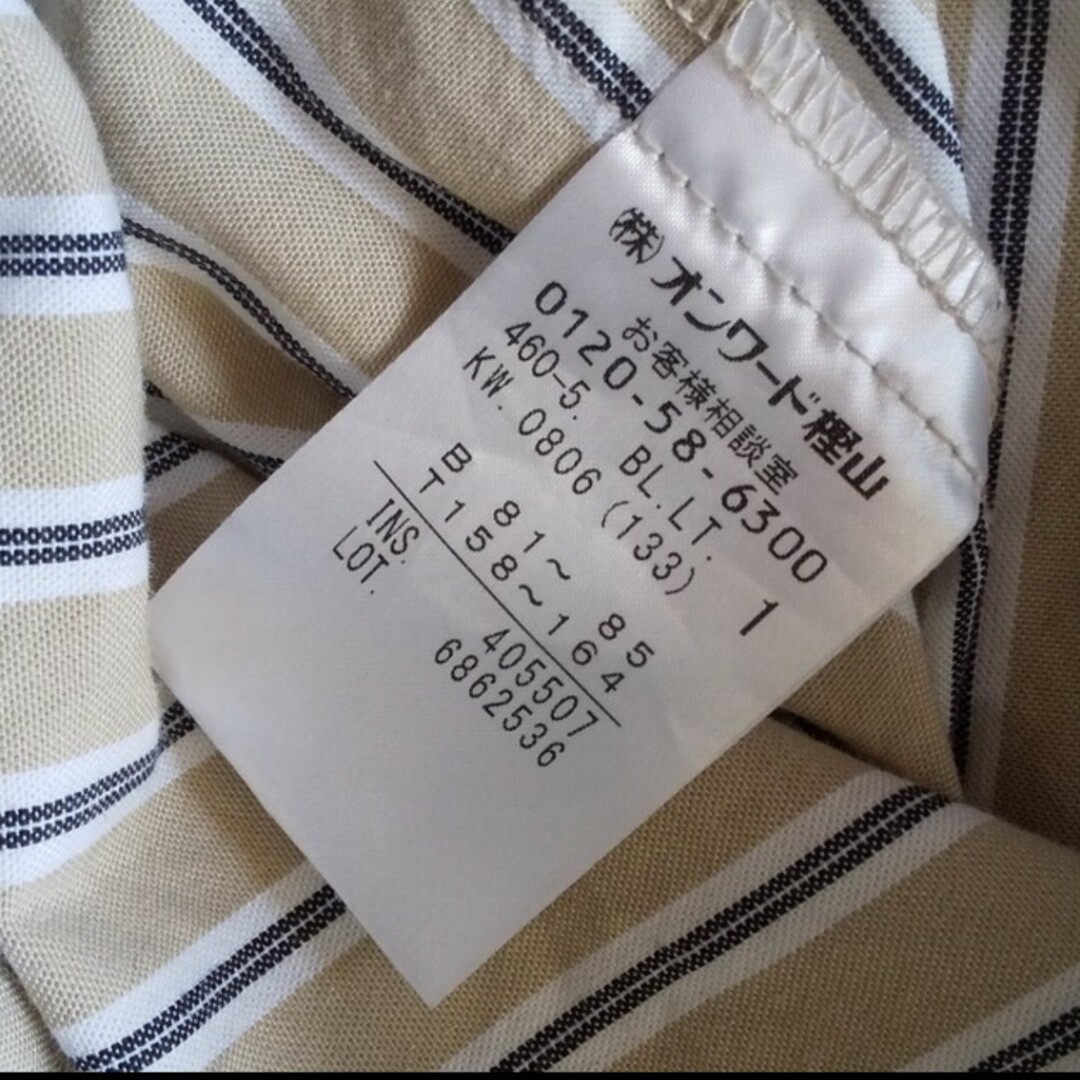 ㈱オンワード樫山
お客様相談室
0120-58-6300
460-5. BL.LT. 1
KW.0806(133)
B 81～ 85
T158～164
INS. 405507
LOT. 6862536